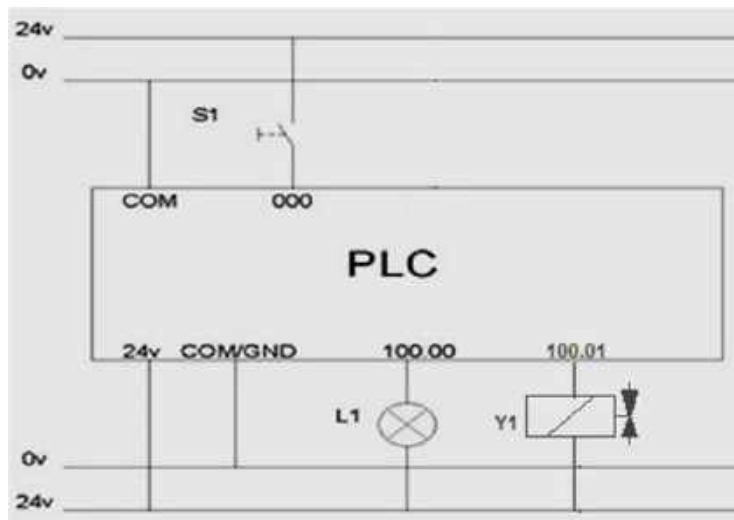 24v
0v
S1
COM 000
PLC
24v COM/GND 100.00 100.01
L1 Y1
0v
24v